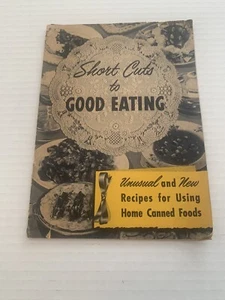 Short Cuts
to
GOOD EATING
Unusual and New
Recipes for Using
Home Canned Foods